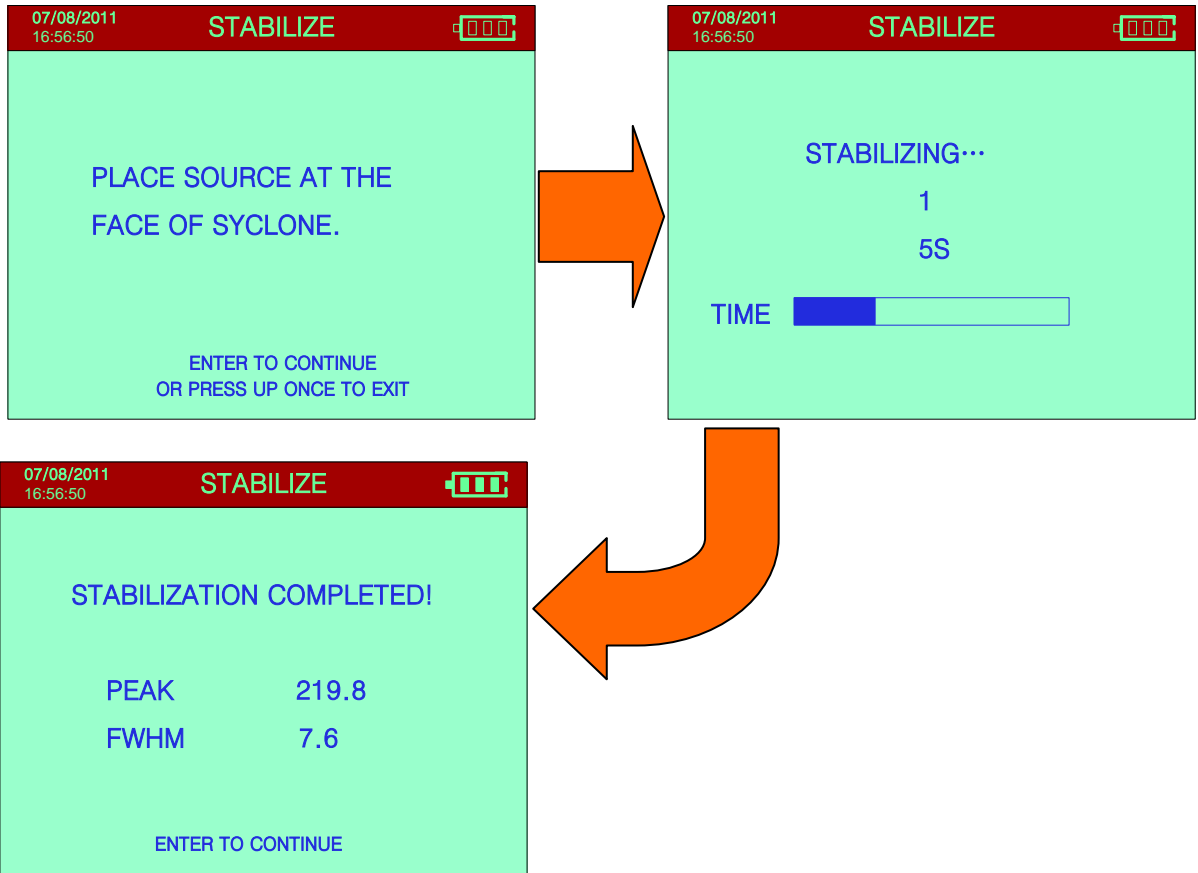 07/08/2011
16:56:50
STABILIZE
PLACE SOURCE AT THE
FACE OF SYCLONE.
ENTER TO CONTINUE
OR PRESS UP ONCE TO EXIT
07/08/2011
16:56:50
STABILIZE
STABILIZING…
1
5S
TIME
07/08/2011
16:56:50
STABILIZE
STABILIZATION COMPLETED!
PEAK 219.8
FWHM 7.6
ENTER TO CONTINUE